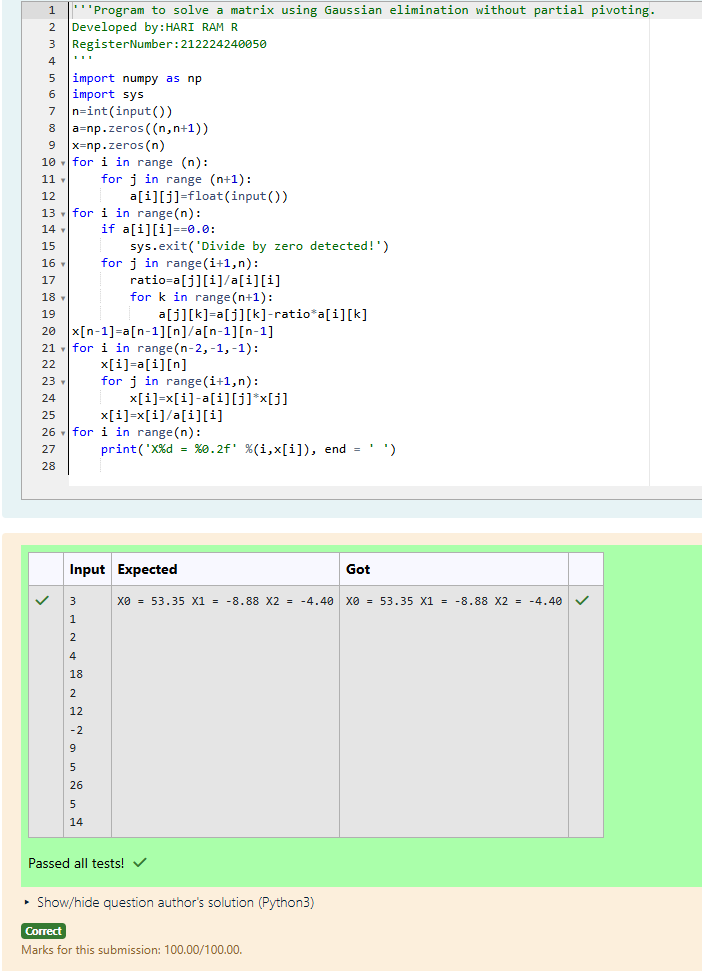 1 '''Program to solve a matrix using Gaussian elimination without partial pivoting.
2 Developed by:HARI RAM R
3 RegisterNumber:212224240050
4 '''
5 import numpy as np
6 import sys
7 n=int(input())
8 a=np.zeros((n,n+1))
9 x=np.zeros(n)
10 for i in range (n):
11     for j in range (n+1):
12         a[i][j]=float(input())
13 for i in range(n):
14     if a[i][i]==0.0:
15         sys.exit('Divide by zero detected!')
16     for j in range(i+1,n):
17         ratio=a[j][i]/a[i][i]
18         for k in range(n+1):
19             a[j][k]=a[j][k]-ratio*a[i][k]
20 x[n-1]=a[n-1][n]/a[n-1][n-1]
21 for i in range(n-2,-1,-1):
22     x[i]=a[i][n]
23     for j in range(i+1,n):
24         x[i]=x[i]-a[i][j]*x[j]
25     x[i]=x[i]/a[i][i]
26 for i in range(n):
27     print('X%d = %0.2f' %(i,x[i]), end = ' ')
28
Input Expected Got
3 X0 = 53.35 X1 = -8.88 X2 = -4.40 X0 = 53.35 X1 = -8.88 X2 = -4.40
1
2
4
18
2
12
-2
9
5
26
5
14
Passed all tests!
Show/hide question author's solution (Python3)
Correct
Marks for this submission: 100.00/100.00.